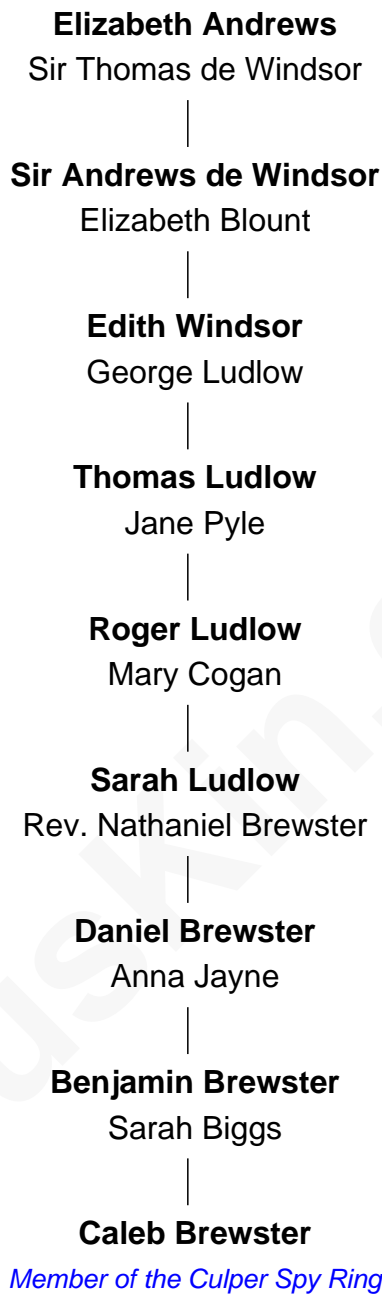 Elizabeth Andrews
Sir Thomas de Windsor
Sir Andrews de Windsor
Elizabeth Blount
Edith Windsor
George Ludlow
Thomas Ludlow
Jane Pyle
Roger Ludlow
Mary Cogan
Sarah Ludlow
Rev. Nathaniel Brewster
Daniel Brewster
Anna Jayne
Benjamin Brewster
Sarah Biggs
Caleb Brewster
Member of the Culper Spy Ring